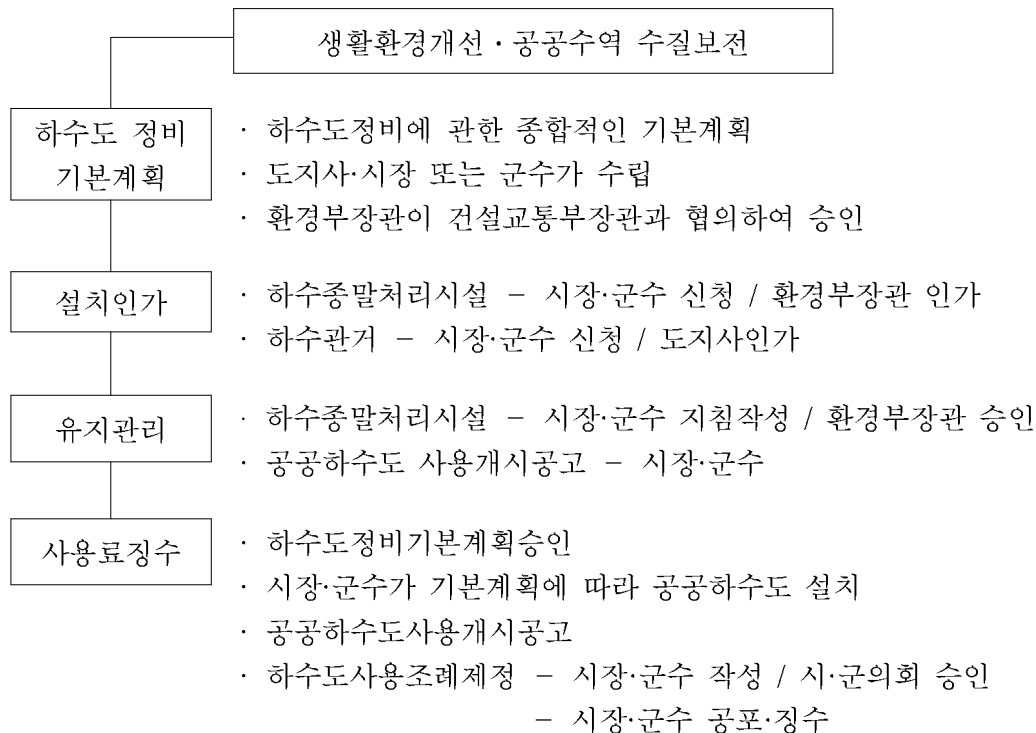 생활환경개선·공공수역 수질보전
하수도 정비
기본계획
· 하수도정비에 관한 종합적인 기본계획
· 도지사·시장 또는 군수가 수립
· 환경부장관이 건설교통부장관과 협의하여 승인
설치인가
· 하수종말처리시설 – 시장·군수 신청 / 환경부장관 인가
· 하수관거 – 시장·군수 신청 / 도지사인가
유지관리
· 하수종말처리시설 – 시장·군수 지침작성 / 환경부장관 승인
· 공공하수도 사용개시공고 – 시장·군수
사용료징수
· 하수도정비기본계획승인
· 시장·군수가 기본계획에 따라 공공하수도 설치
· 공공하수도사용개시공고
· 하수도사용조례제정 – 시장·군수 작성 / 시·군의회 승인
– 시장·군수 공포·징수